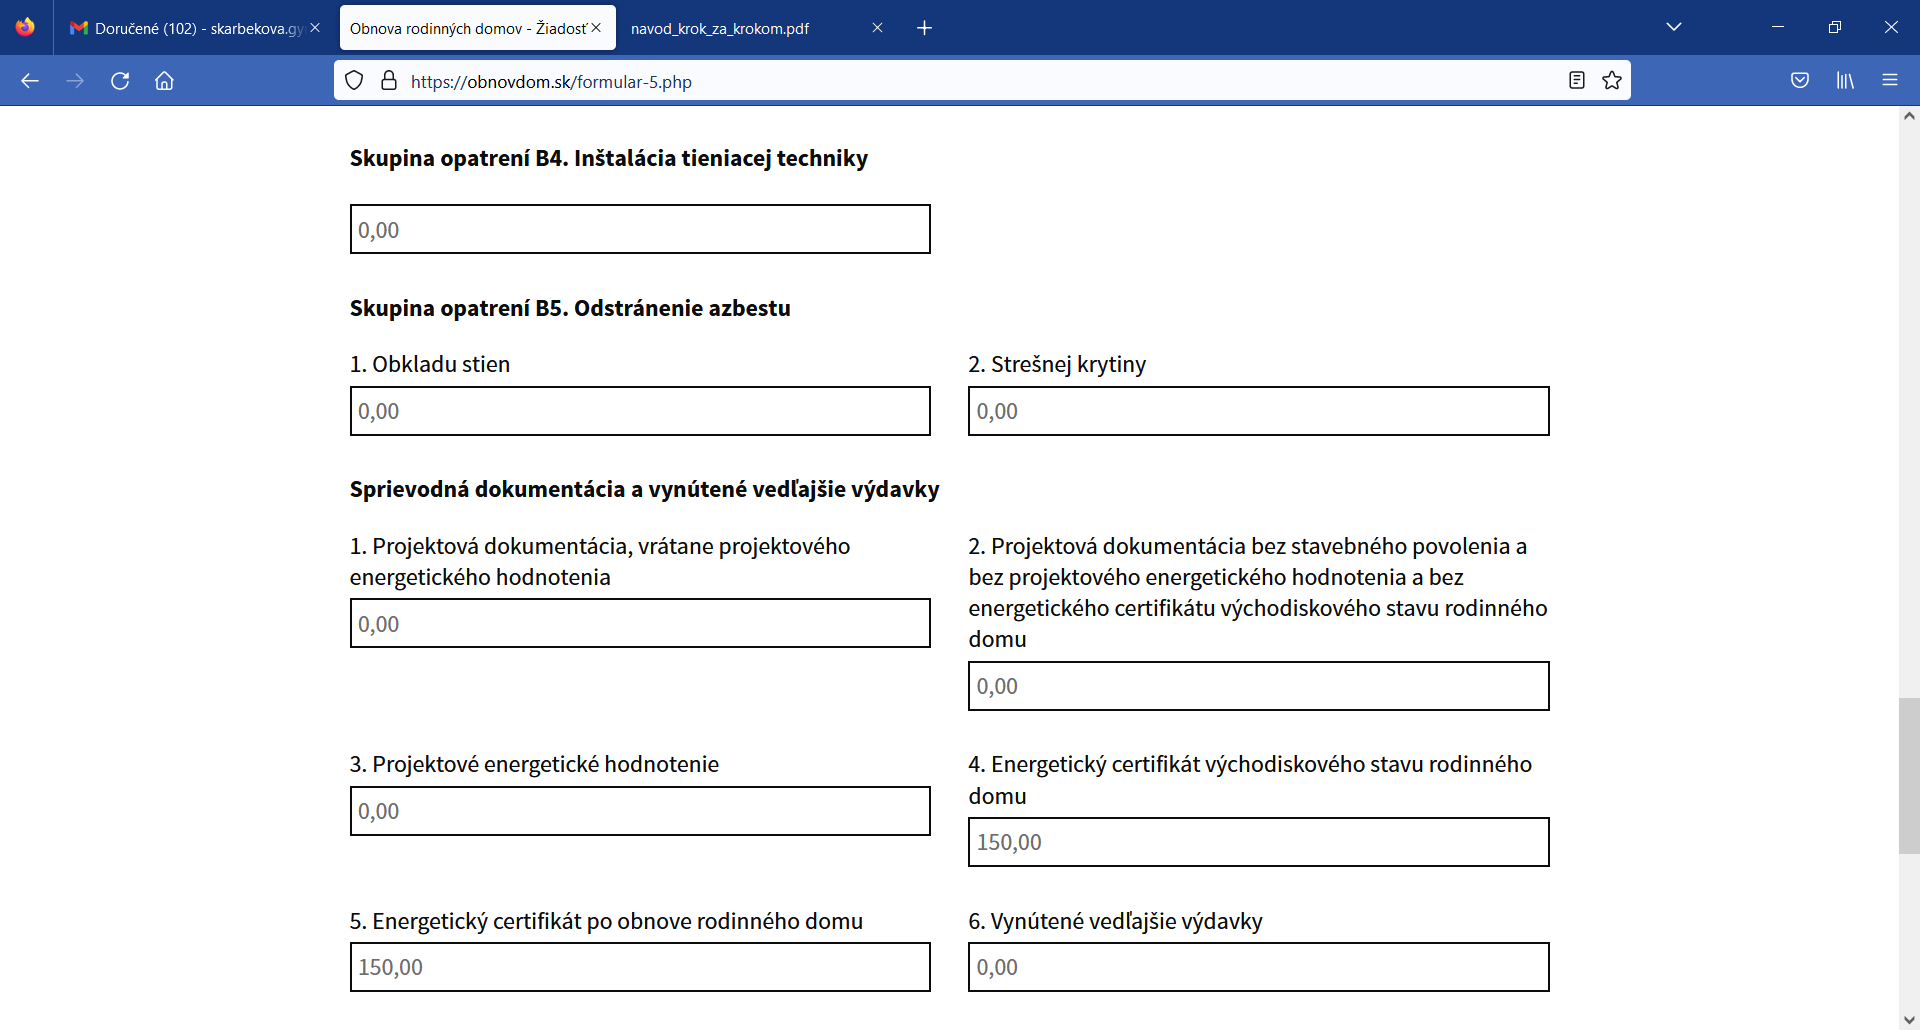 Doručené (102) - skarbekova.gy
Obnova rodinných domov - Žiadosť
navod_krok_za_krokom.pdf
https://obnovdom.sk/formular-5.php
Skupina opatrení B4. Inštalácia tieniacej techniky
0,00
Skupina opatrení B5. Odstránenie azbestu
1. Obkladu stien
2. Strešnej krytiny
0,00
0,00
Sprievodná dokumentácia a vynútené vedľajšie výdavky
1. Projektová dokumentácia, vrátane projektového
energetického hodnotenia
0,00
2. Projektová dokumentácia bez stavebného povolenia a
bez projektového energetického hodnotenia a bez
energetického certifikátu východiskového stavu rodinného
domu
0,00
3. Projektové energetické hodnotenie
0,00
4. Energetický certifikát východiskového stavu rodinného
domu
150,00
5. Energetický certifikát po obnove rodinného domu
150,00
6. Vynútené vedľajšie výdavky
0,00